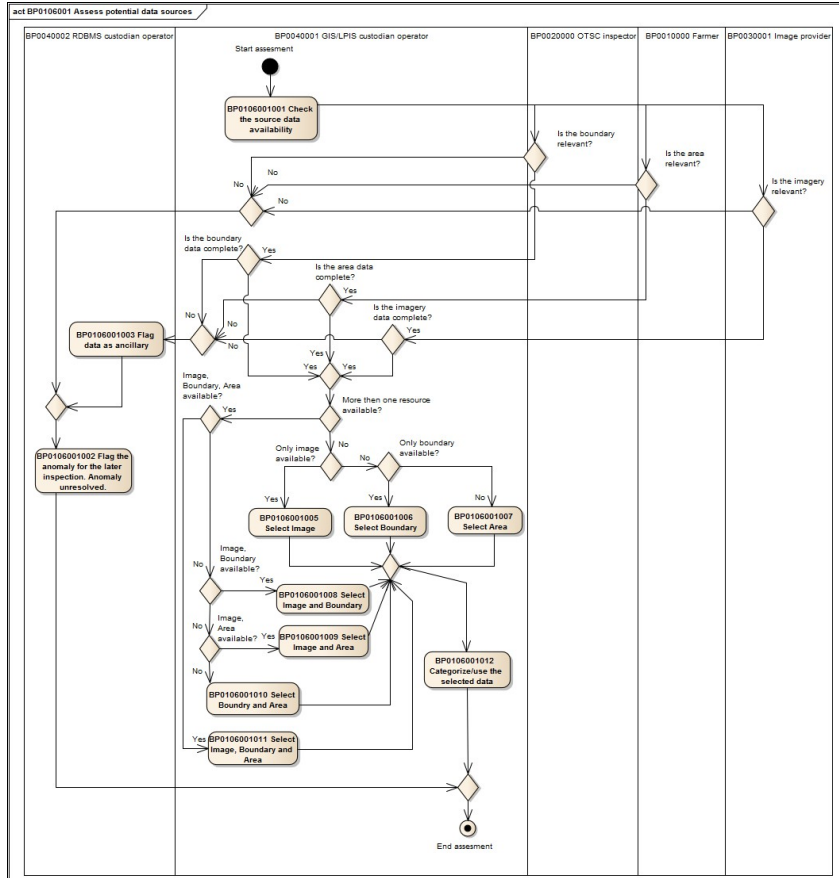 act BP0106001 Assess potential data sources
BP0040002 RDBMS custodian operator
BP0040001 GIS/LPIS custodian operator
BP0020000 OTSC inspector
BP0010000 Farmer
BP0030001 Image provider
Start assesment
BP0106001001 Check
the source data
availability
Is the boundary
relevant?
Is the area
relevant?
Is the imagery
relevant?
No
No
No
Is the boundary
data complete?
Yes
Is the area data
complete?
Yes
Is the imagery
data complete?
Yes
No
No
No
BP0106001003 Flag
data as ancillary
Yes
Yes
Yes
Image,
Boundary, Area
available?
Yes
More then one resource
available?
No
Only image
available?
No
Only boundary
available?
BP0106001002 Flag the
anomaly for the later
inspection. Anomaly
unresolved.
Yes
Yes
No
BP0106001005
Select Image
BP0106001006
Select Boundary
BP0106001007
Select Area
No
Image,
Boundary
available?
Yes
BP0106001008 Select
Image and Boundary
No
Image,
Area
available?
Yes
BP0106001009 Select
Image and Area
No
BP0106001010 Select
Boundry and Area
BP0106001012
Categorize/use the
selected data
Yes
BP0106001011 Select
Image, Boundary and
Area
End assesment